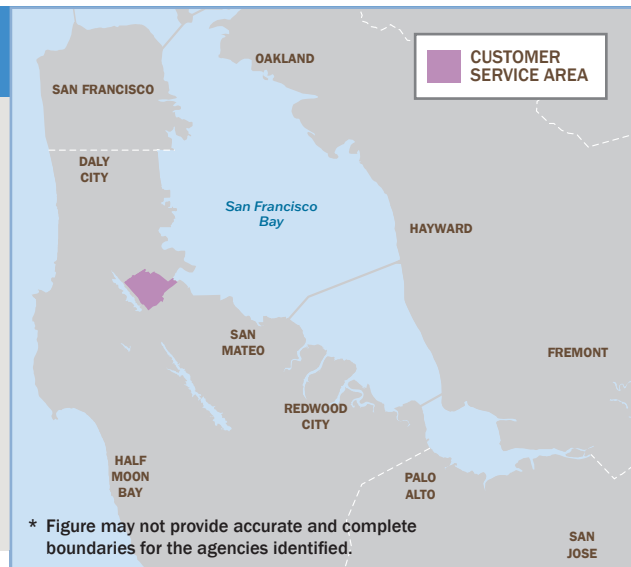 OAKLAND
CUSTOMER
SERVICE AREA
SAN FRANCISCO
DALY
CITY
San Francisco
Bay
HAYWARD
SAN
MATEO
FREMONT
REDWOOD
CITY
HALF
MOON
BAY
PALO
ALTO
* Figure may not provide accurate and complete
boundaries for the agencies identified.
SAN
JOSE